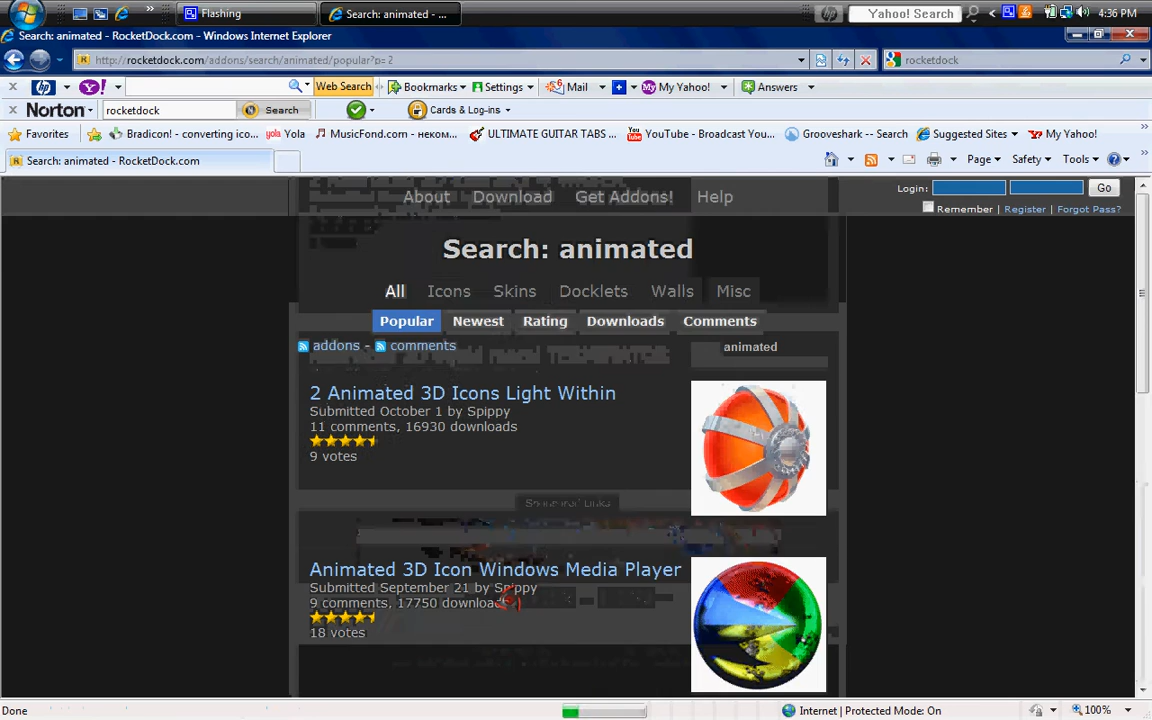 Flashing
Search: animated - ...
Yahoo! Search
4:36 PM
Search: animated - RocketDock.com - Windows Internet Explorer
http://rocketdock.com/addons/search/animated/popular?p=2
rocketdock
Web Search
Bookmarks
Settings
Mail
My Yahoo!
Answers
Norton
rocketdock
Search
Cards & Log-ins
Favorites
Bradicon! - converting ico...
yola Yola
MusicFond.com - неком...
ULTIMATE GUITAR TABS ...
YouTube - Broadcast You...
Grooveshark -- Search
Suggested Sites
My Yahoo!
Search: animated - RocketDock.com
Page
Safety
Tools
About
Download
Get Addons!
Help
Login:
Go
Remember | Register | Forgot Pass?
Search: animated
All
Icons
Skins
Docklets
Walls
Misc
Popular
Newest
Rating
Downloads
Comments
addons - comments
animated
2 Animated 3D Icons Light Within
Submitted October 1 by Spippy
11 comments, 16930 downloads
9 votes
Animated 3D Icon Windows Media Player
Submitted September 21 by Spippy
9 comments, 17750 downloads
18 votes
Done
Internet | Protected Mode: On
100%